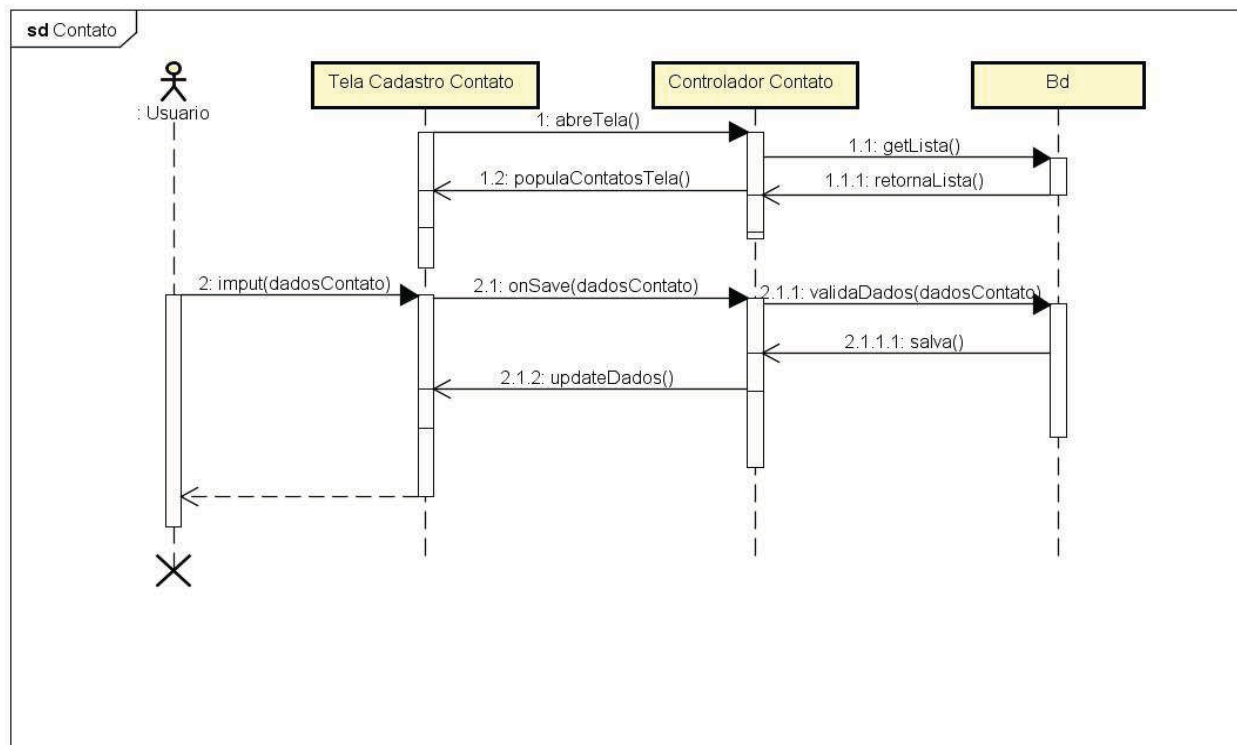 sd Contato
: Usuario
Tela Cadastro Contato
Controlador Contato
Bd
1: abreTela()
1.1: getLista()
1.2: populaContatosTela()
1.1.1: retornaLista()
2: imput(dadosContato)
2.1: onSave(dadosContato)
2.1.1: validaDados(dadosContato)
2.1.1.1: salva()
2.1.2: updateDados()